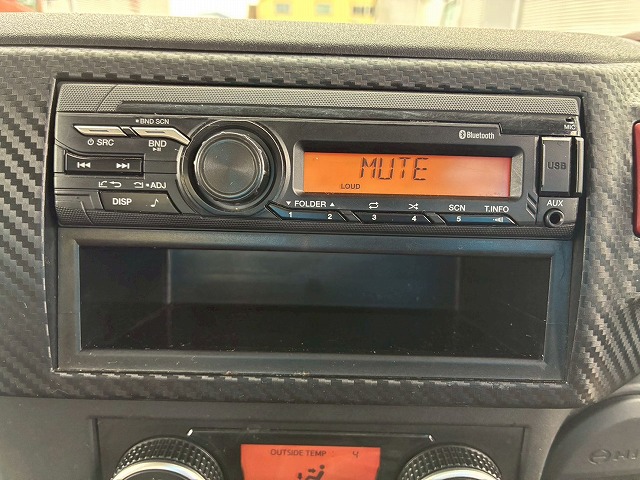 BND SCN
SRC
BND
Bluetooth
MIC
MUTE
LOUD
USB
ADJ
DISP
FOLDER
SCN
T.INFO
AUX
1 2 3 4 5
OUTSIDE TEMP 4